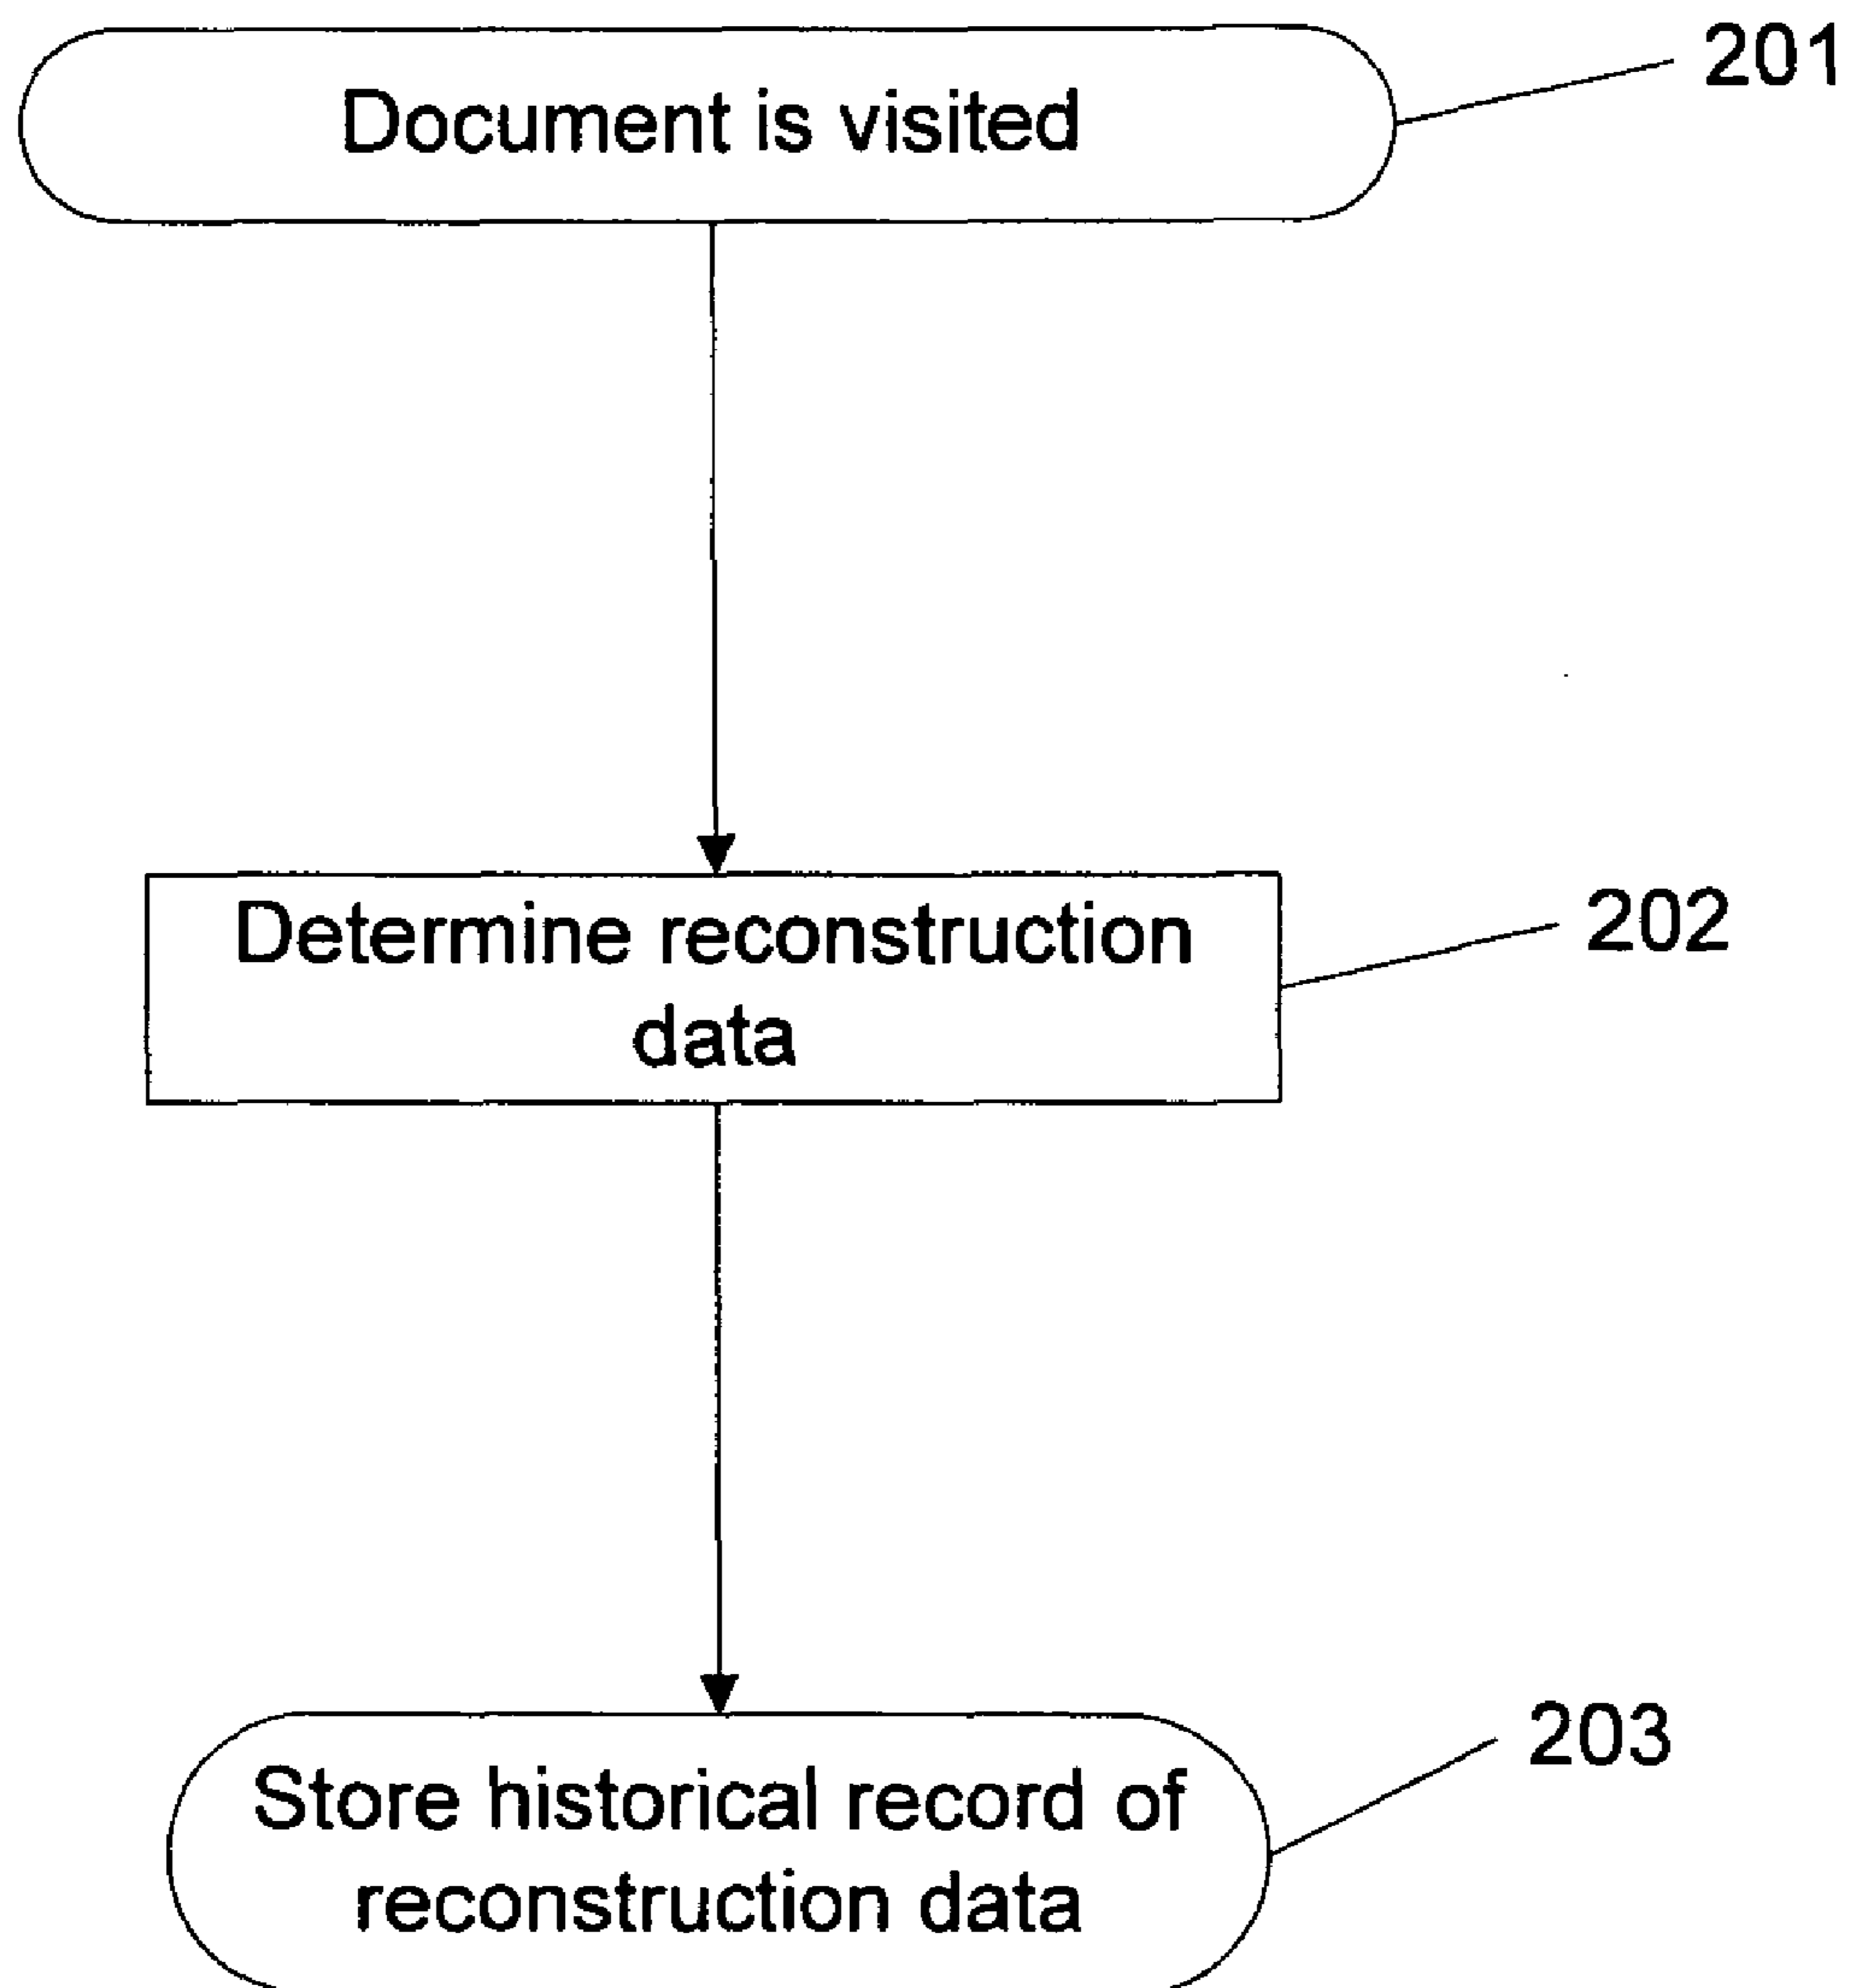 Document is visited
201
Determine reconstruction
data
202
Store historical record of
reconstruction data
203